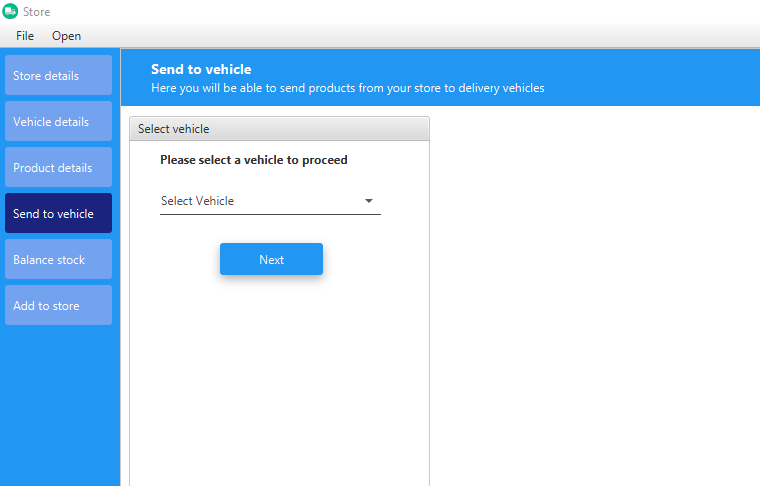 Store
File Open
Store details
Vehicle details
Product details
Send to vehicle
Balance stock
Add to store
Send to vehicle
Here you will be able to send products from your store to delivery vehicles
Select vehicle
Please select a vehicle to proceed
Select Vehicle
Next